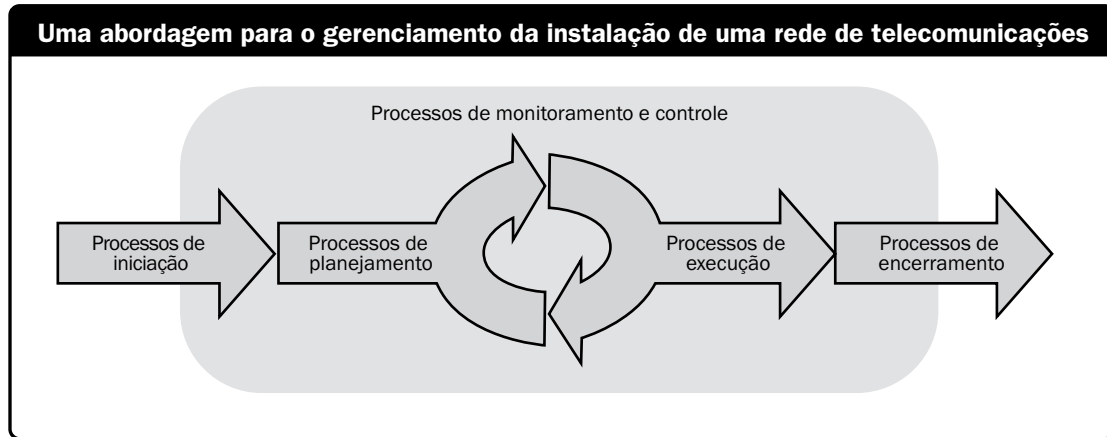 Uma abordagem para o gerenciamento da instalação de uma rede de telecomunicações
Processos de monitoramento e controle
Processos de
iniciação
Processos de
planejamento
Processos de
execução
Processos de
encerramento